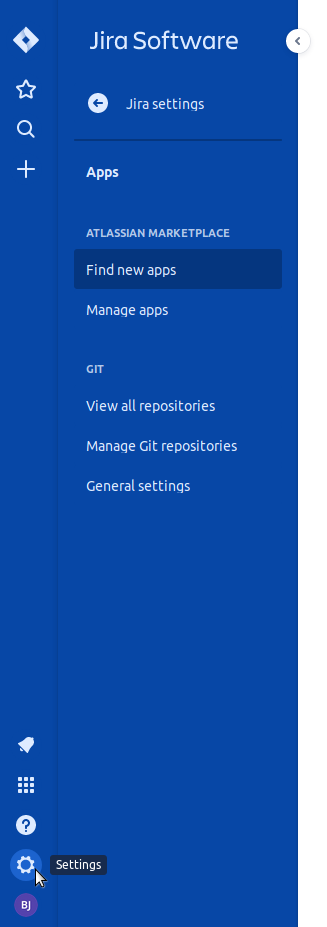 Jira Software
Jira settings
Apps
ATLASSIAN MARKETPLACE
Find new apps
Manage apps
GIT
View all repositories
Manage Git repositories
General settings
?
Settings
BJ